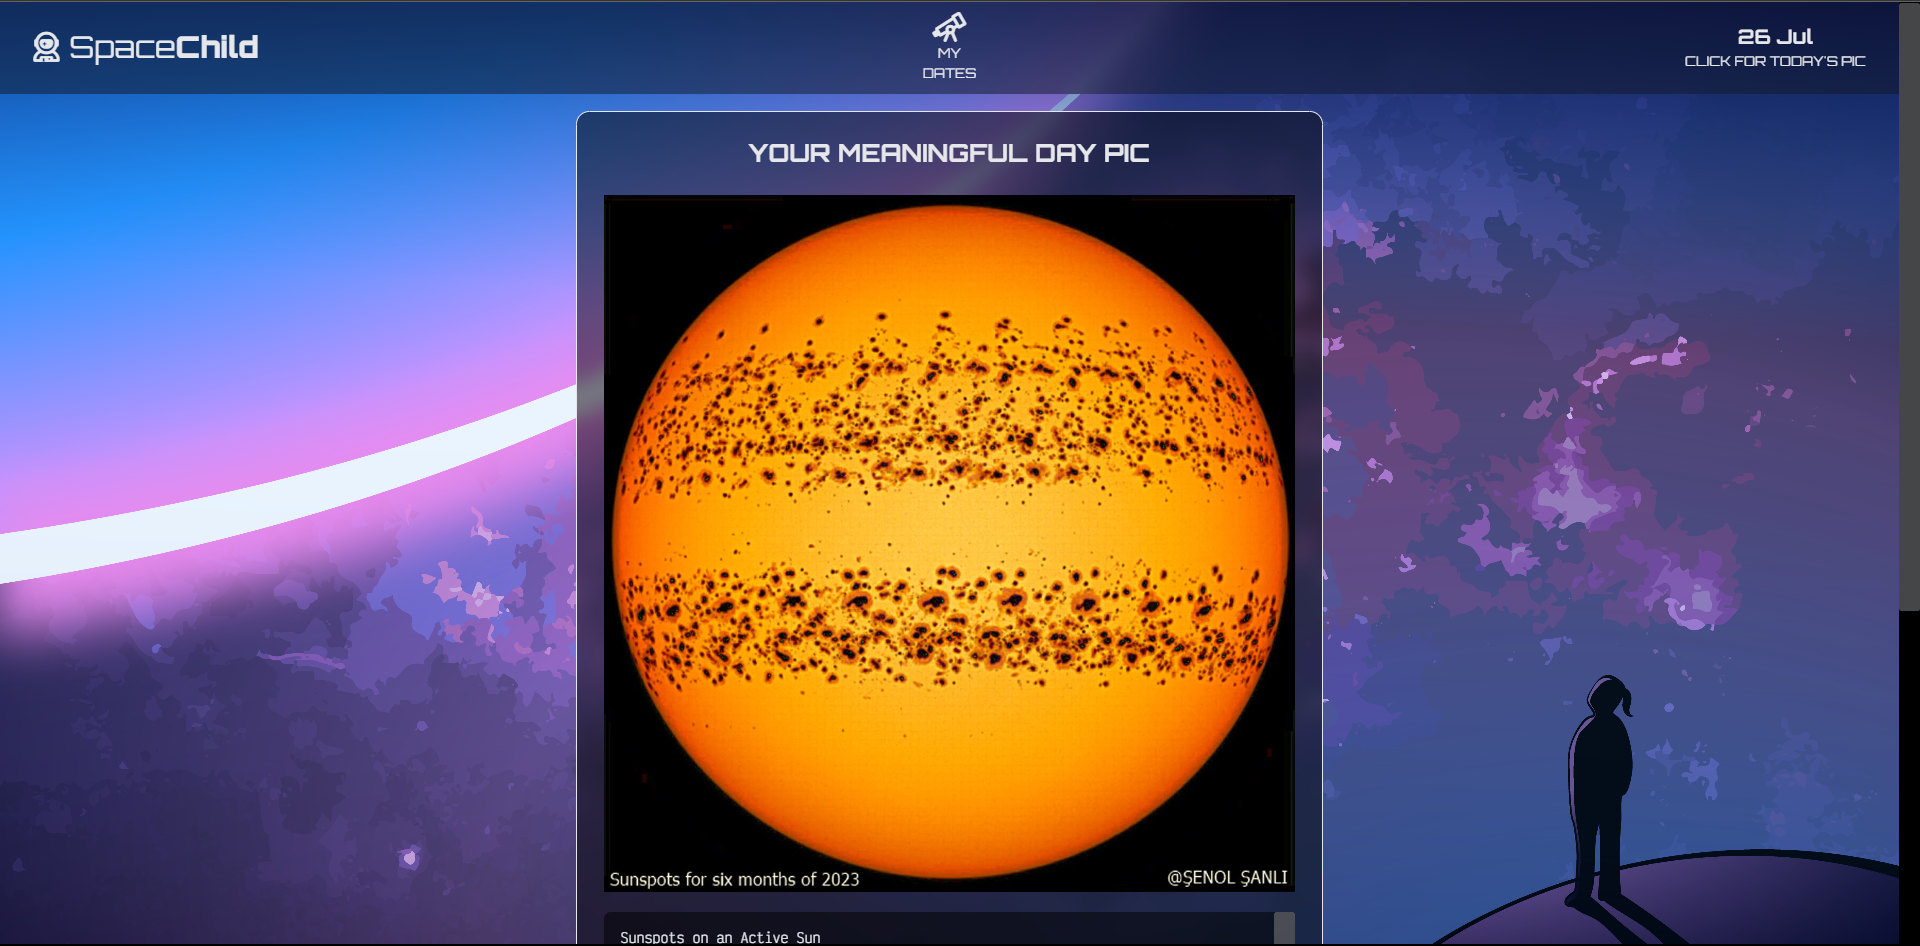 SpaceChild
MY
DATES
26 Jul
CLICK FOR TODAY'S PIC
YOUR MEANINGFUL DAY PIC
Sunspots for six months of 2023
@ŞENOL ŞANLI
Sunspots on an Active Sun